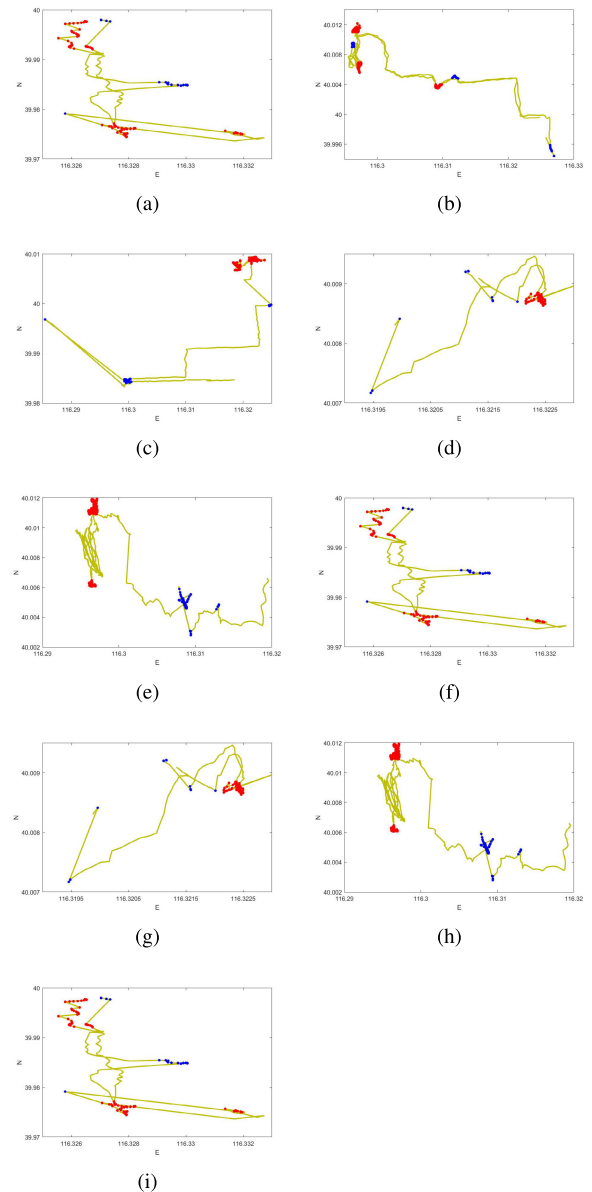 40
39.99
39.98
39.97
N
116.326 116.328 116.33 116.332
E
(a)
40.012
40.008
40.004
40
39.996
N
116.3 116.31 116.32 116.33
E
(b)
40.01
40
39.99
39.98
N
116.29 116.3 116.31 116.32
E
(c)
40.009
40.008
40.007
N
116.3195 116.3205 116.3215 116.3225
E
(d)
40.012
40.01
40.008
40.006
40.004
40.002
N
116.29 116.3 116.31 116.32
E
(e)
40
39.99
39.98
39.97
N
116.326 116.328 116.33 116.332
E
(f)
40.009
40.008
40.007
N
116.3195 116.3205 116.3215 116.3225
E
(g)
40.012
40.01
40.008
40.006
40.004
40.002
N
116.29 116.3 116.31 116.32
E
(h)
40
39.99
39.98
39.97
N
116.326 116.328 116.33 116.332
E
(i)